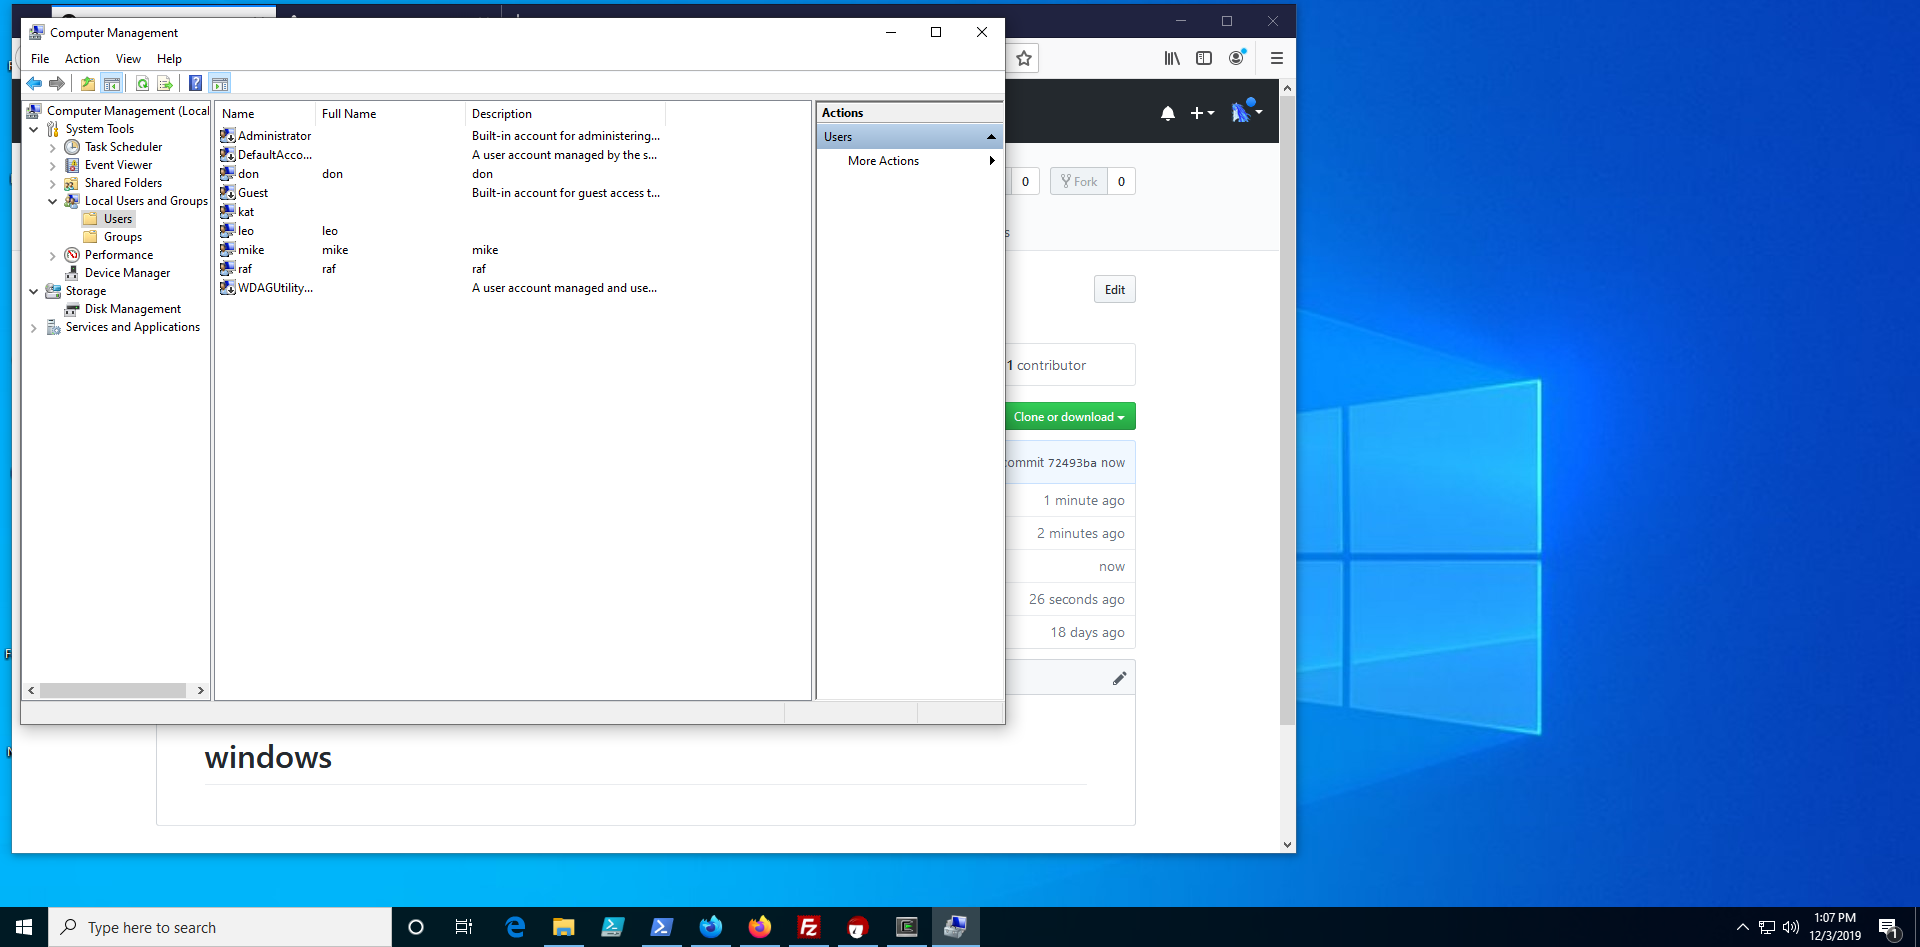 Computer Management
File Action View Help
Computer Management (Local
System Tools
Task Scheduler
Event Viewer
Shared Folders
Local Users and Groups
Users
Groups
Performance
Device Manager
Storage
Disk Management
Services and Applications
Name Full Name Description
Administrator Built-in account for administering...
DefaultAcco... A user account managed by the s...
don don don
Guest Built-in account for guest access t...
kat
leo leo
mike mike mike
raf raf raf
WDAGUtility... A user account managed and use...
Actions
Users
More Actions
0 Fork 0
s
Edit
1 contributor
Clone or download
ommit 72493ba now
1 minute ago
2 minutes ago
now
26 seconds ago
18 days ago
windows
Type here to search
1:07 PM
12/3/2019
1